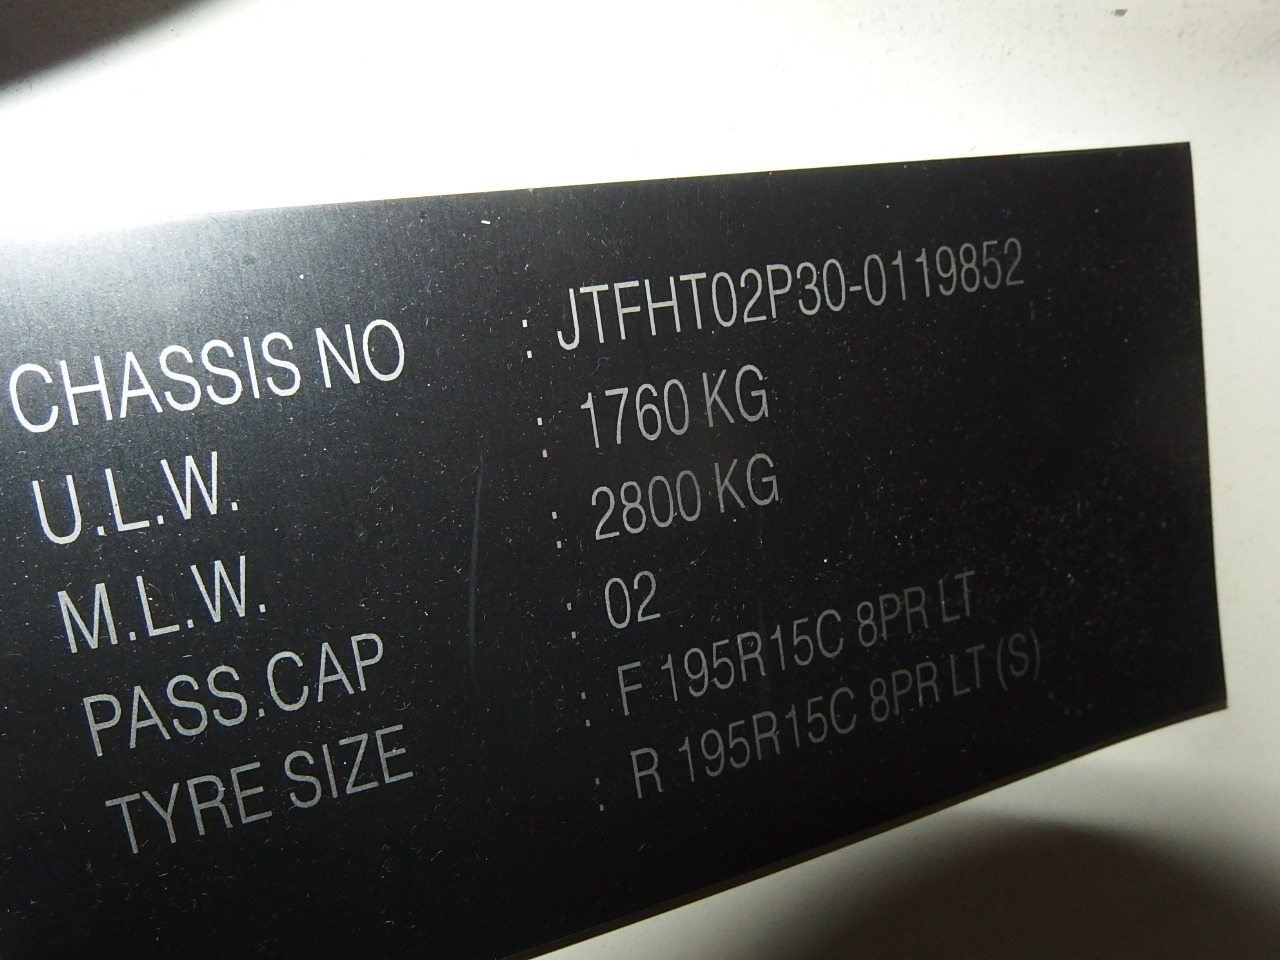 CHASSIS NO : JTFHT02P30-0119852
U.L.W. : 1760 KG
M.L.W. : 2800 KG
PASS.CAP : 02
TYRE SIZE : F 195R15C 8PR LT
: R 195R15C 8PR LT (S)